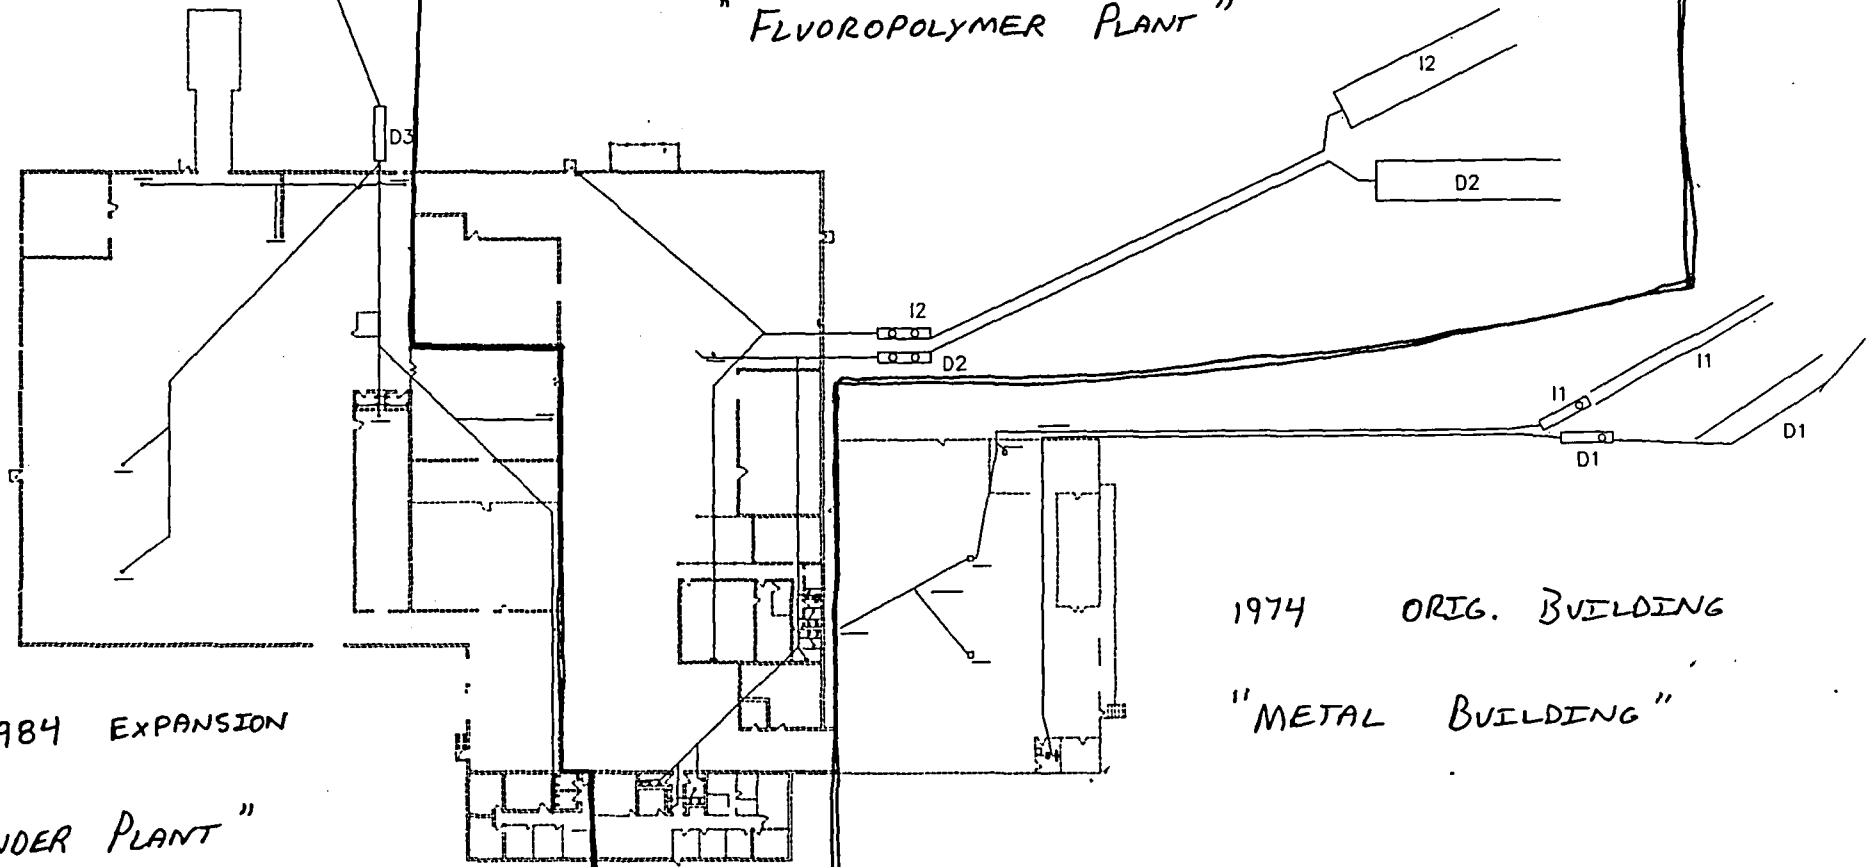 " FLUOROPOLYMER PLANT "
I2
D3
D2
I2
D2
I1
I1
D1
D1
1974 ORIG. BUILDING
"METAL BUILDING"
984 EXPANSION
PLANT "